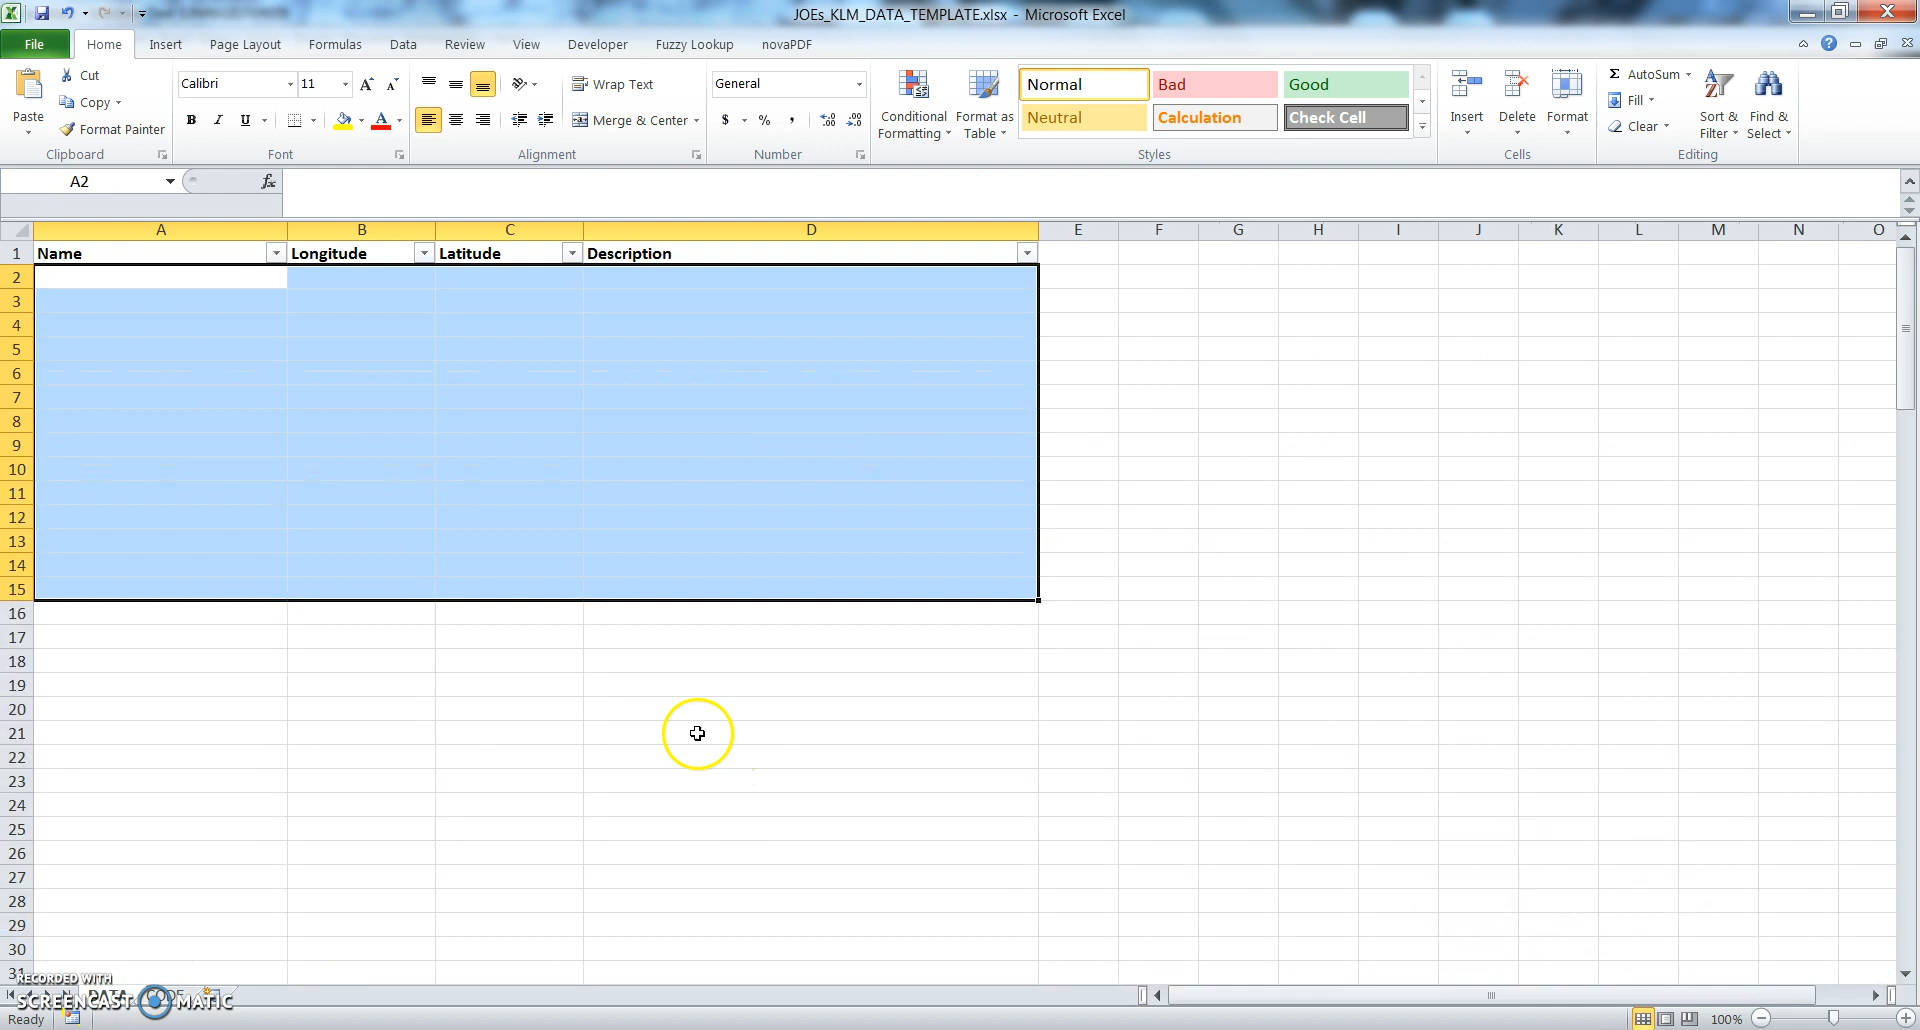 JOEs_KLM_DATA_TEMPLATE.xlsx - Microsoft Excel
File Home Insert Page Layout Formulas Data Review View Developer Fuzzy Lookup novaPDF
Paste
Cut
Copy
Format Painter
Clipboard
Calibri 11
B I U
Font
Wrap Text
Merge & Center
Alignment
General
$ % ,
Number
Conditional Formatting
Format as Table
Normal Bad Good
Neutral Calculation Check Cell
Styles
Insert Delete Format
Cells
Σ AutoSum
Fill
Clear
Sort & Filter
Find & Select
Editing
A2 fx
A B C D E F G H I J K L M N O
1 Name Longitude Latitude Description
2
3
4
5
6
7
8
9
10
11
12
13
14
15
16
17
18
19
20
21
22
23
24
25
26
27
28
29
30
31
RECORDED WITH
SCREENCAST MATIC
DATA CODE
Ready 100%